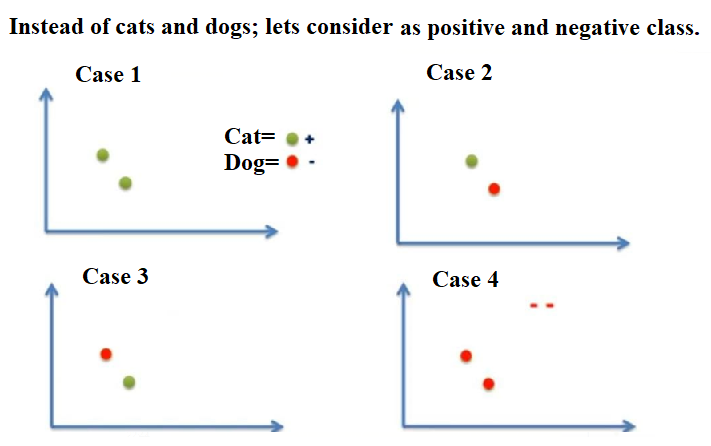 Instead of cats and dogs; lets consider as positive and negative class.
Case 1
Case 2
Cat= +
Dog= -
Case 3
Case 4
- -